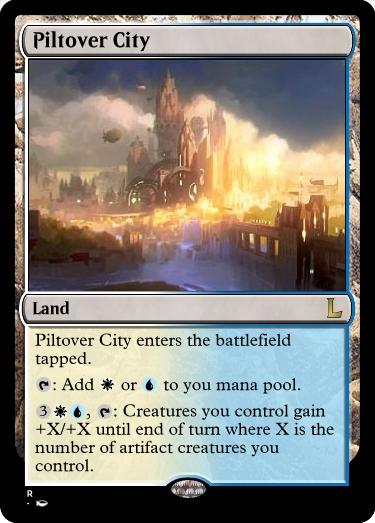 Piltover City
Land
L
Piltover City enters the battlefield
tapped.
: Add or to you mana pool.
3 , : Creatures you control gain
+X/+X until end of turn where X is the
number of artifact creatures you
control.
R